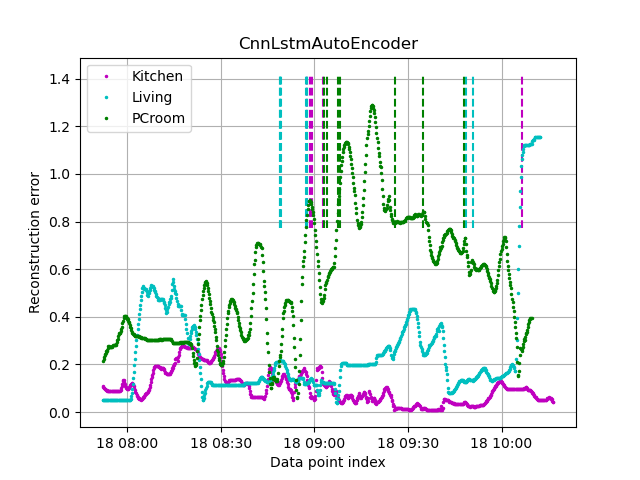 CnnLstmAutoEncoder
Kitchen
Living
PCroom
Reconstruction error
1.4
1.2
1.0
0.8
0.6
0.4
0.2
0.0
18 08:00 18 08:30 18 09:00 18 09:30 18 10:00
Data point index